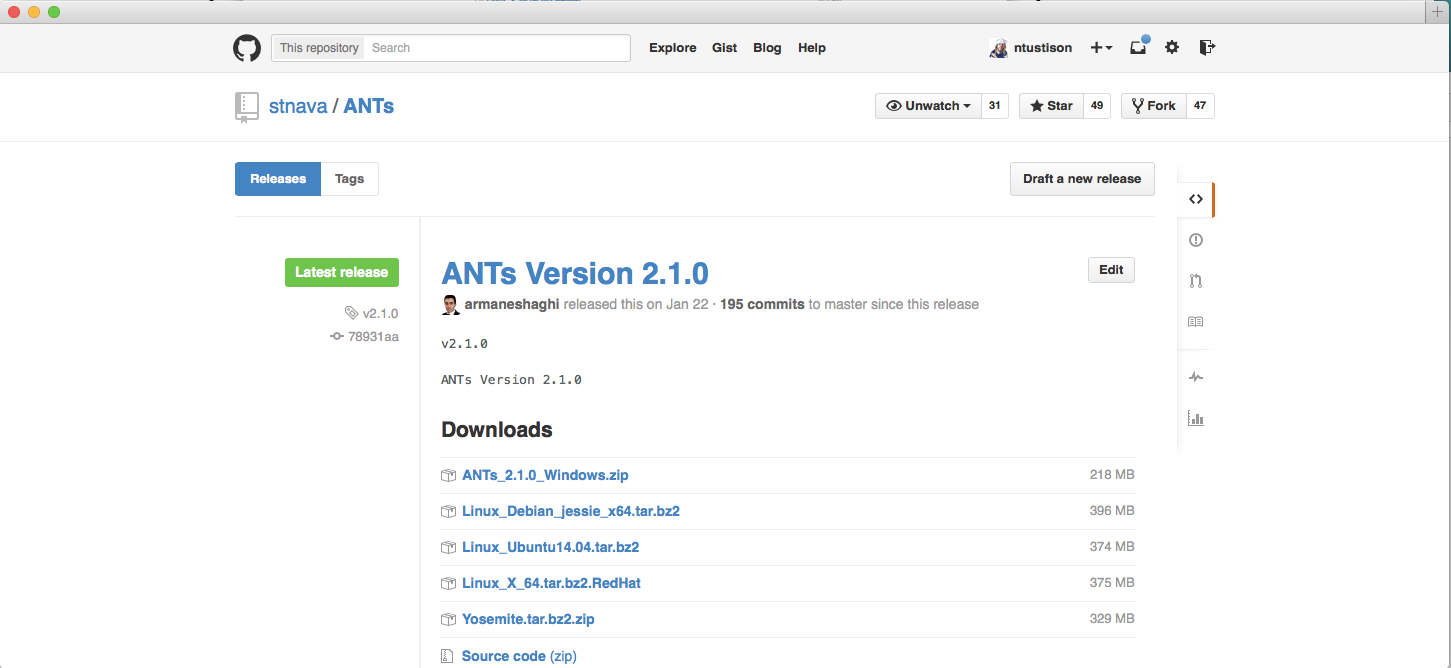 This repository Search Explore Gist Blog Help ntustison
stnava / ANTs Unwatch 31 Star 49 Fork 47
Releases Tags Draft a new release
Latest release
v2.1.0
78931aa
ANTs Version 2.1.0 Edit
armaneshaghi released this on Jan 22 · 195 commits to master since this release
v2.1.0
ANTs Version 2.1.0
Downloads
ANTs_2.1.0_Windows.zip 218 MB
Linux_Debian_jessie_x64.tar.bz2 396 MB
Linux_Ubuntu14.04.tar.bz2 374 MB
Linux_X_64.tar.bz2.RedHat 375 MB
Yosemite.tar.bz2.zip 329 MB
Source code (zip)